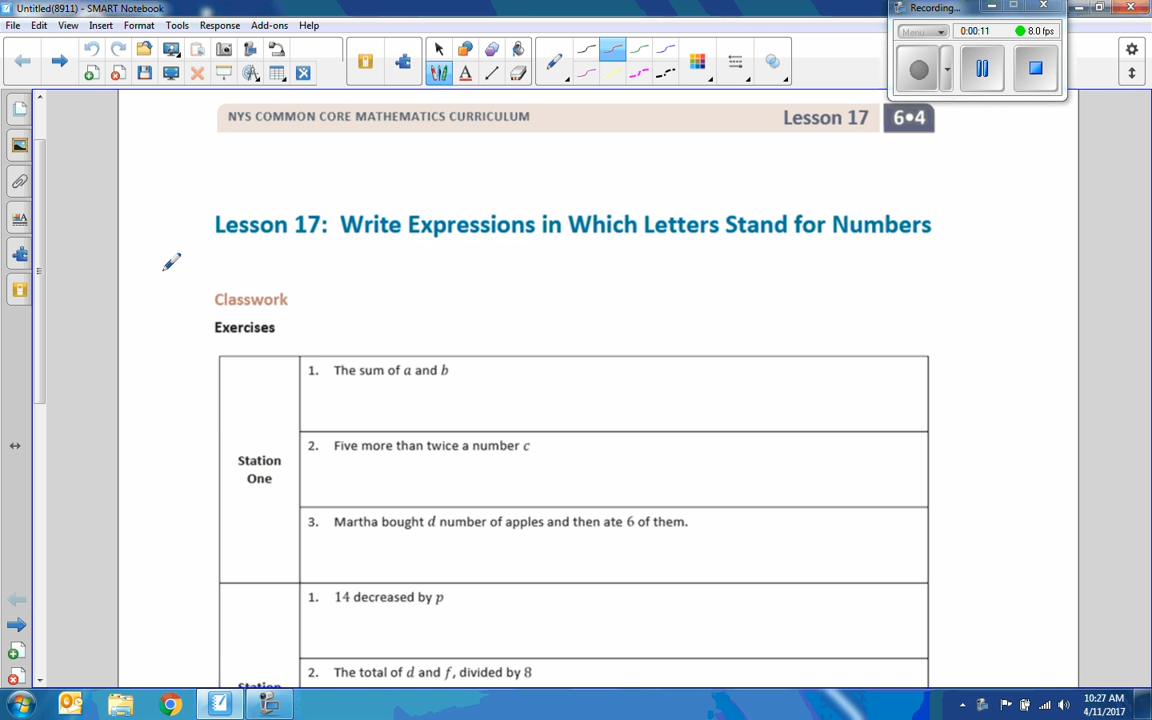 Untitled(8911) - SMART Notebook
Recording...
File Edit View Insert Format Tools Response Add-ons Help
Menu 0:00:11 8.0 fps
NYS COMMON CORE MATHEMATICS CURRICULUM Lesson 17 6•4
Lesson 17: Write Expressions in Which Letters Stand for Numbers
Classwork
Exercises
Station One
1. The sum of a and b
2. Five more than twice a number c
3. Martha bought d number of apples and then ate 6 of them.
Station
1. 14 decreased by p
2. The total of d and f, divided by 8
10:27 AM
4/11/2017